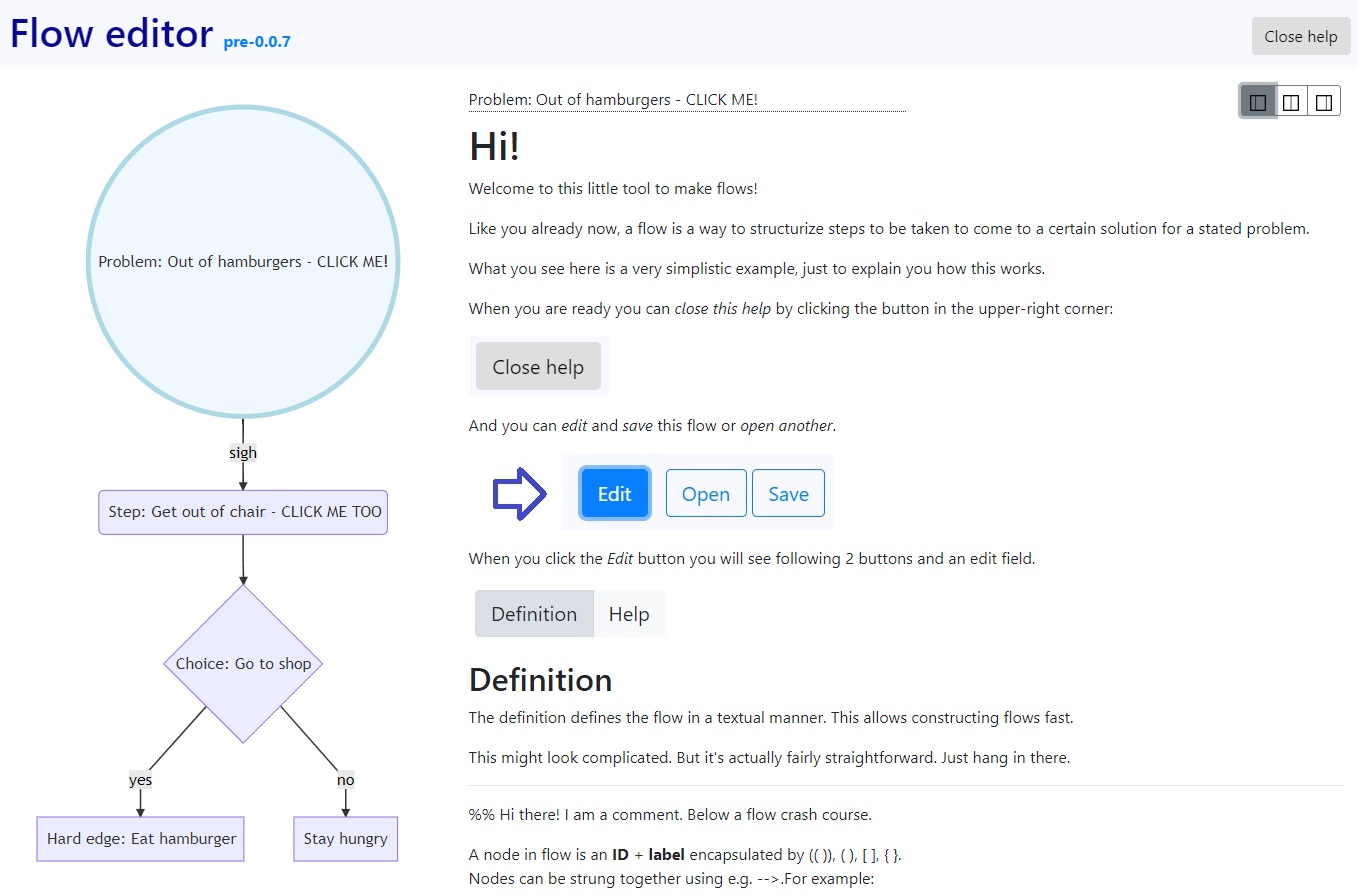 Flow editor pre-0.0.7
Close help
Problem: Out of hamburgers - CLICK ME!
sigh
Step: Get out of chair - CLICK ME TOO
Choice: Go to shop
yes
no
Hard edge: Eat hamburger
Stay hungry
Problem: Out of hamburgers - CLICK ME!
Hi!
Welcome to this little tool to make flows!
Like you already now, a flow is a way to structurize steps to be taken to come to a certain solution for a stated problem.
What you see here is a very simplistic example, just to explain you how this works.
When you are ready you can close this help by clicking the button in the upper-right corner:
Close help
And you can edit and save this flow or open another.
Edit Open Save
When you click the Edit button you will see following 2 buttons and an edit field.
Definition Help
Definition
The definition defines the flow in a textual manner. This allows constructing flows fast.
This might look complicated. But it's actually fairly straightforward. Just hang in there.
%% Hi there! I am a comment. Below a flow crash course.
A node in flow is an ID + label encapsulated by (( )), ( ), [ ], { }.
Nodes can be strung together using e.g. -->.For example: